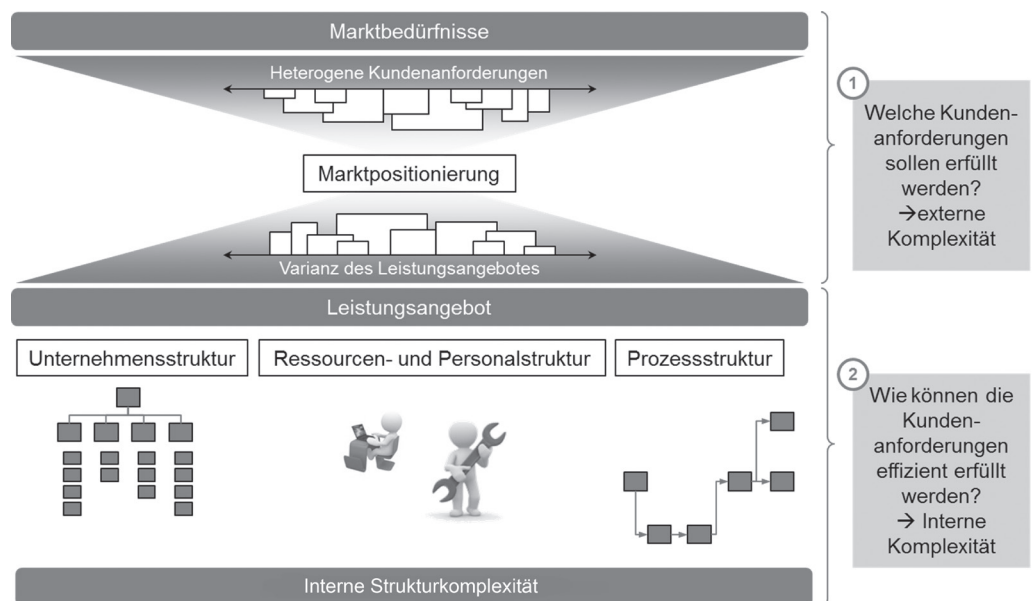 Marktbedürfnisse
Heterogene Kundenanforderungen
Marktpositionierung
Varianz des Leistungsangebotes
Leistungsangebot
Unternehmensstruktur
Ressourcen- und Personalstruktur
Prozessstruktur
Interne Strukturkomplexität
1
Welche Kunden-
anforderungen
sollen erfüllt
werden?
→externe
Komplexität
2
Wie können die
Kunden-
anforderungen
effizient erfüllt
werden?
→ Interne
Komplexität